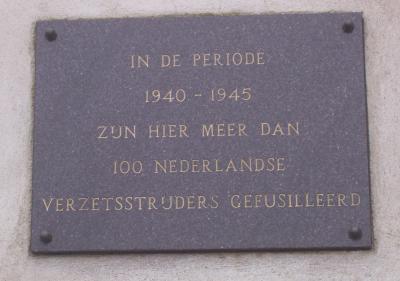 IN DE PERIODE
1940 - 1945
ZIJN HIER MEER DAN
100 NEDERLANDSE
VERZETSSTRIJDERS GEFUSILLEERD